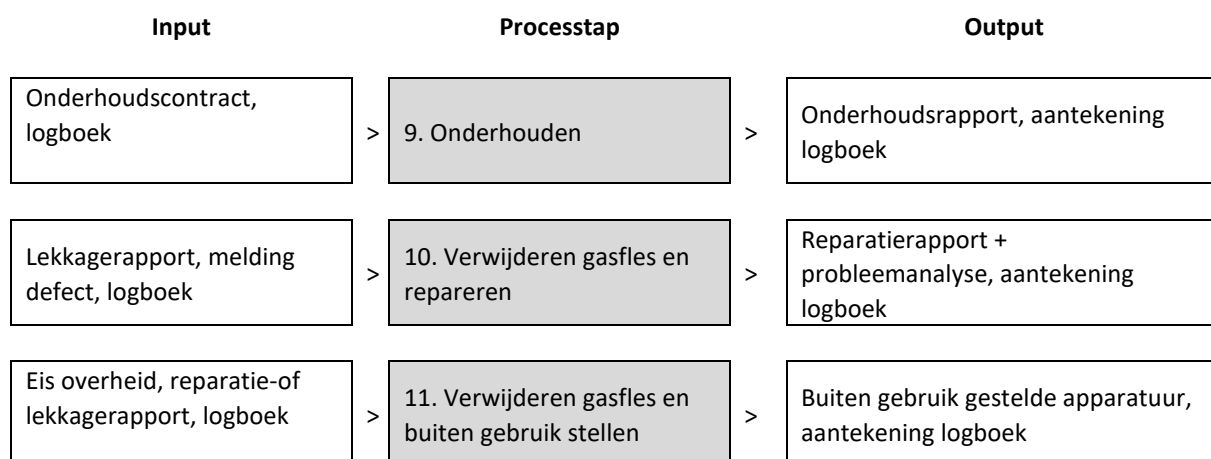 Input Processtap Output
Onderhoudscontract,
logboek
>
9. Onderhouden
>
Onderhoudsrapport, aantekening
logboek
Lekkagerapport, melding
defect, logboek
>
10. Verwijderen gasfles en
repareren
>
Reparatierapport +
probleemanalyse, aantekening
logboek
Eis overheid, reparatie-of
lekkagerapport, logboek
>
11. Verwijderen gasfles en
buiten gebruik stellen
>
Buiten gebruik gestelde apparatuur,
aantekening logboek